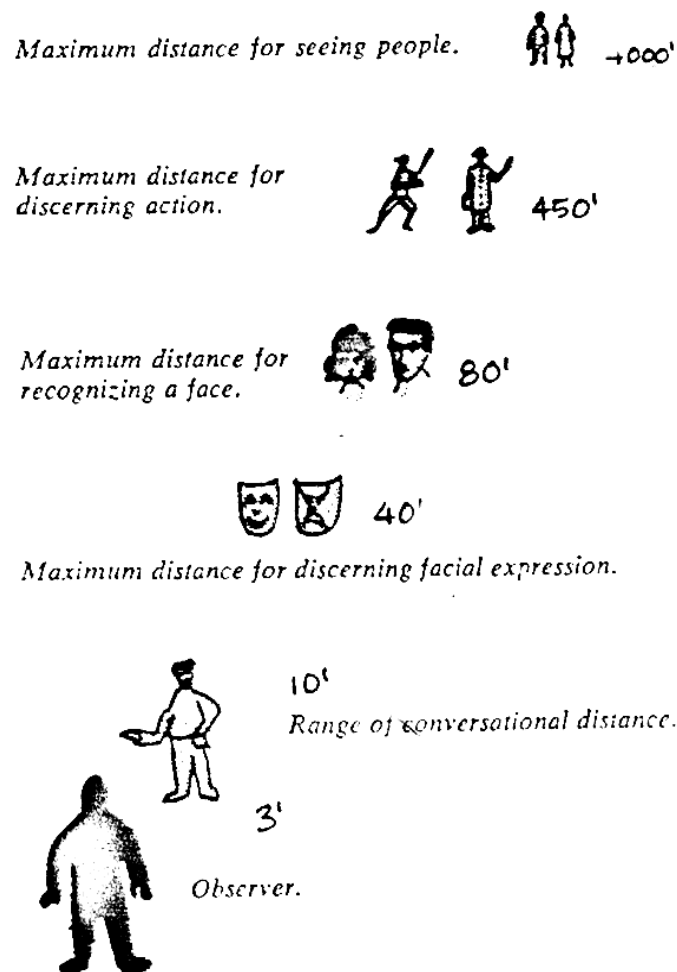 Maximum distance for seeing people.
4000'
Maximum distance for
discerning action.
450'
Maximum distance for
recognizing a face.
80'
40'
Maximum distance for discerning facial expression.
10'
Range of conversational distance.
3'
Observer.